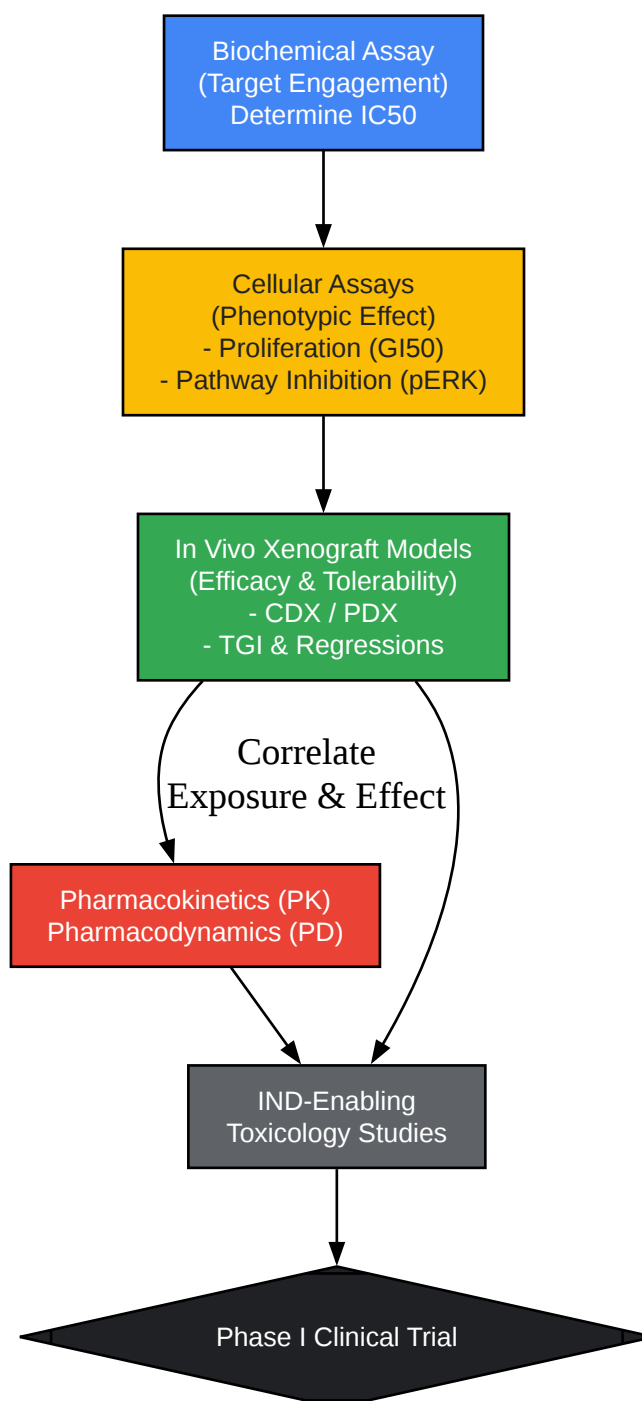 Biochemical Assay
(Target Engagement)
Determine IC50
Cellular Assays
(Phenotypic Effect)
- Proliferation (GI50)
- Pathway Inhibition (pERK)
In Vivo Xenograft Models
(Efficacy & Tolerability)
- CDX / PDX
- TGI & Regressions
Correlate
Exposure & Effect
Pharmacokinetics (PK)
Pharmacodynamics (PD)
IND-Enabling
Toxicology Studies
Phase I Clinical Trial